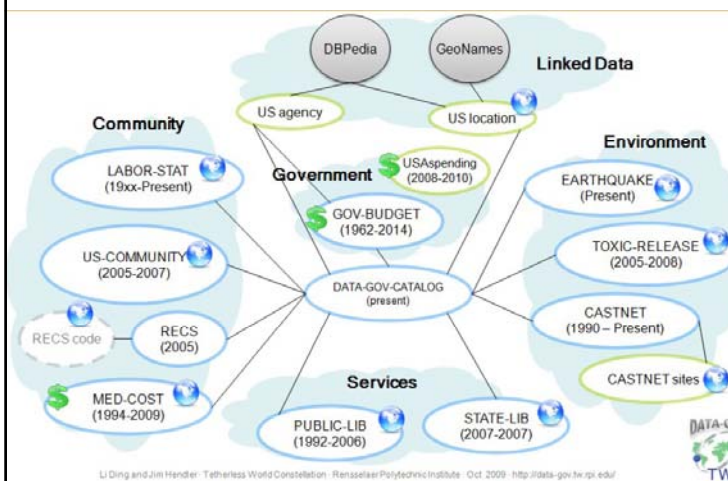 DBPedia
GeoNames
Linked Data
US agency
US location
Community
LABOR-STAT
(19xx-Present)
US-COMMUNITY
(2005-2007)
RECS code
RECS
(2005)
MED-COST
(1994-2009)
Government
USAspending
(2008-2010)
GOV-BUDGET
(1962-2014)
DATA-GOV-CATALOG
(present)
Environment
EARTHQUAKE
(Present)
TOXIC-RELEASE
(2005-2008)
CASTNET
(1990 – Present)
CASTNET sites
Services
PUBLIC-LIB
(1992-2006)
STATE-LIB
(2007-2007)
DATA-G
TW
Li Ding and Jim Hendler - Tetherless World Constellation - Rensselaer Polytechnic Institute Oct 2009 - http://data-gov.tw.rpi.edu/